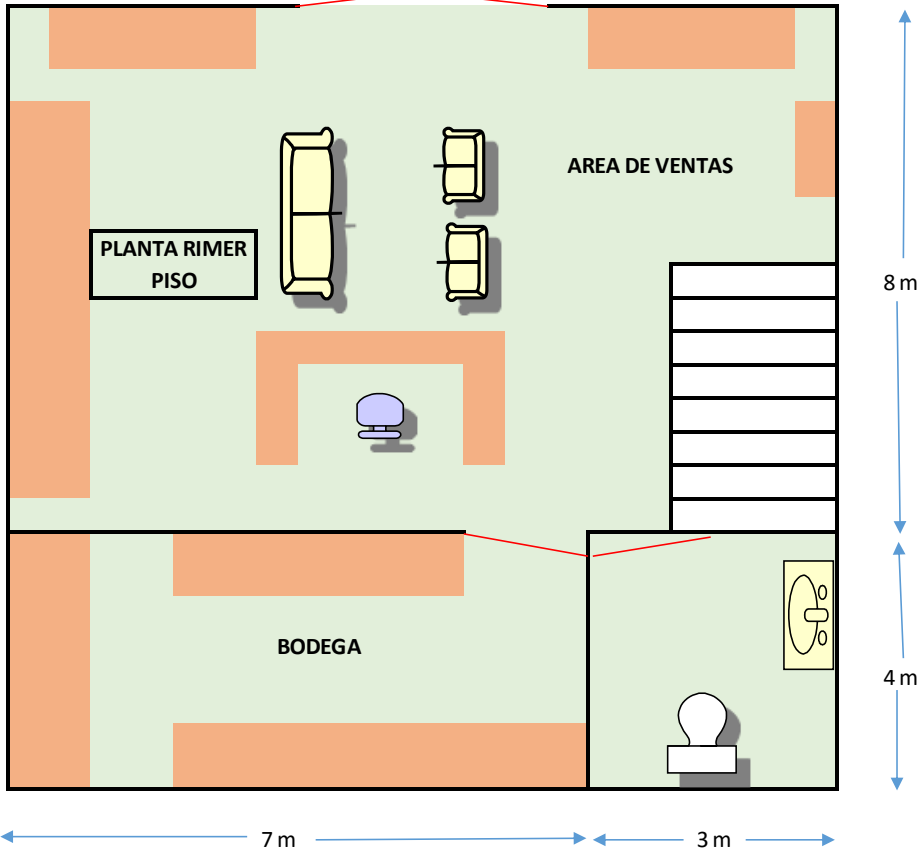 AREA DE VENTAS
PLANTA RIMER
PISO
8 m
BODEGA
4 m
7 m
3 m